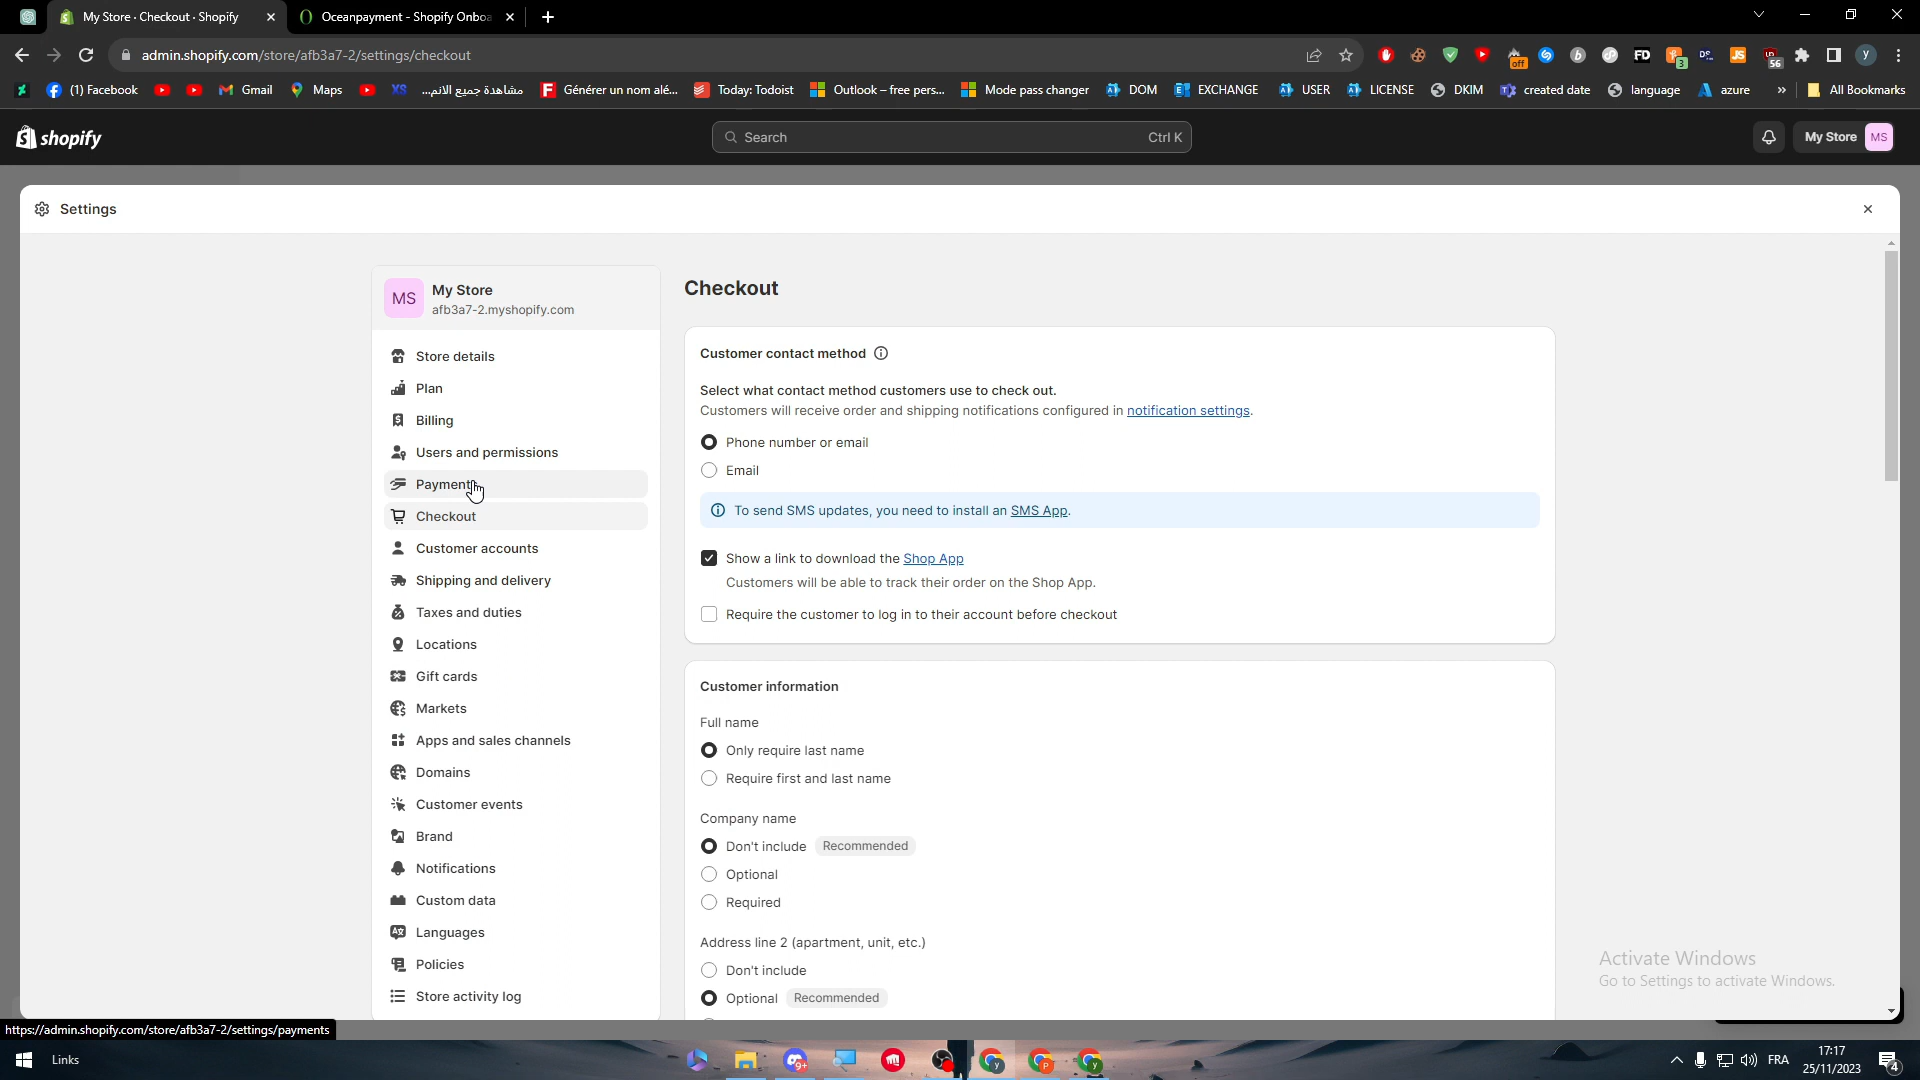 My Store · Checkout · Shopify
Oceanpayment - Shopify Onbo
admin.shopify.com/store/afb3a7-2/settings/checkout
off
3
56
FD
JS
y
(1) Facebook
Gmail
Maps
XS
مشاهدة جميع الانم...
Générer un nom alé...
Today: Todoist
Outlook – free pers...
Mode pass changer
DOM
EXCHANGE
USER
LICENSE
DKIM
created date
language
azure
»
All Bookmarks
shopify
Search
Ctrl K
My Store
MS
Settings
MS
My Store
afb3a7-2.myshopify.com
Store details
Plan
Billing
Users and permissions
Payment
Checkout
Customer accounts
Shipping and delivery
Taxes and duties
Locations
Gift cards
Markets
Apps and sales channels
Domains
Customer events
Brand
Notifications
Custom data
Languages
Policies
Store activity log
Checkout
Customer contact method
Select what contact method customers use to check out.
Customers will receive order and shipping notifications configured in notification settings.
Phone number or email
Email
To send SMS updates, you need to install an SMS App.
Show a link to download the Shop App
Customers will be able to track their order on the Shop App.
Require the customer to log in to their account before checkout
Customer information
Full name
Only require last name
Require first and last name
Company name
Don't include Recommended
Optional
Required
Address line 2 (apartment, unit, etc.)
Don't include
Optional Recommended
Activate Windows
Go to Settings to activate Windows.
https://admin.shopify.com/store/afb3a7-2/settings/payments
Links
FRA
17:17
25/11/2023
4